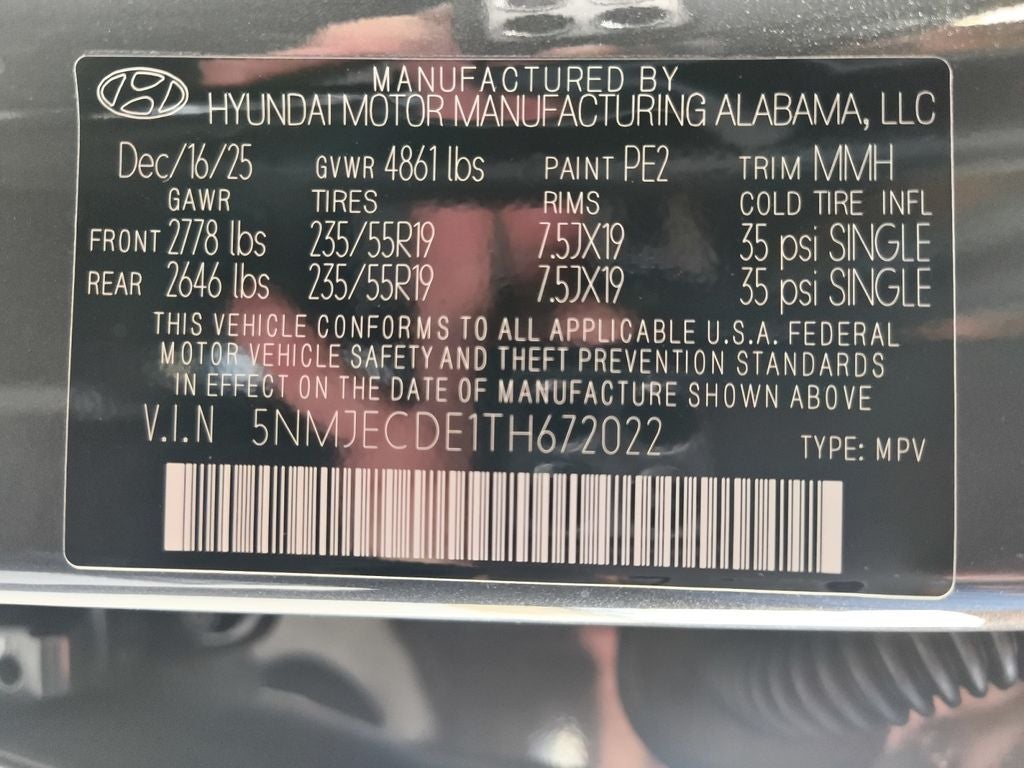 MANUFACTURED BY
HYUNDAI MOTOR MANUFACTURING ALABAMA, LLC
Dec/16/25 GVWR 4861 lbs PAINT PE2 TRIM MMH
GAWR TIRES RIMS COLD TIRE INFL
FRONT 2778 lbs 235/55R19 7.5JX19 35 psi SINGLE
REAR 2646 lbs 235/55R19 7.5JX19 35 psi SINGLE
THIS VEHICLE CONFORMS TO ALL APPLICABLE U.S.A. FEDERAL
MOTOR VEHICLE SAFETY AND THEFT PREVENTION STANDARDS
IN EFFECT ON THE DATE OF MANUFACTURE SHOWN ABOVE
V.I.N 5NMJECDE1TH672022 TYPE: MPV